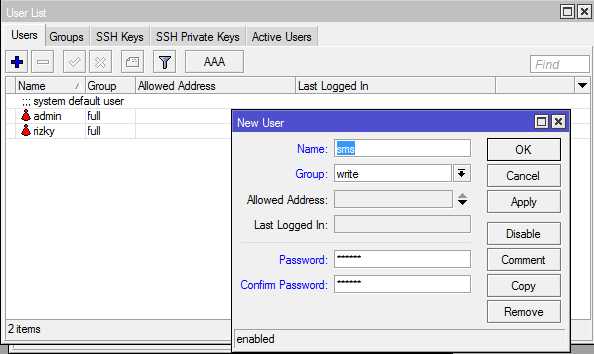 User List
Users Groups SSH Keys SSH Private Keys Active Users
AAA Find
Name / Group Allowed Address Last Logged In
;;; system default user
admin full
rizky full
New User
Name: sms OK
Group: write Cancel
Allowed Address: Apply
Last Logged In:
Disable
Password: ****** Comment
Confirm Password: ****** Copy
Remove
2 items
enabled